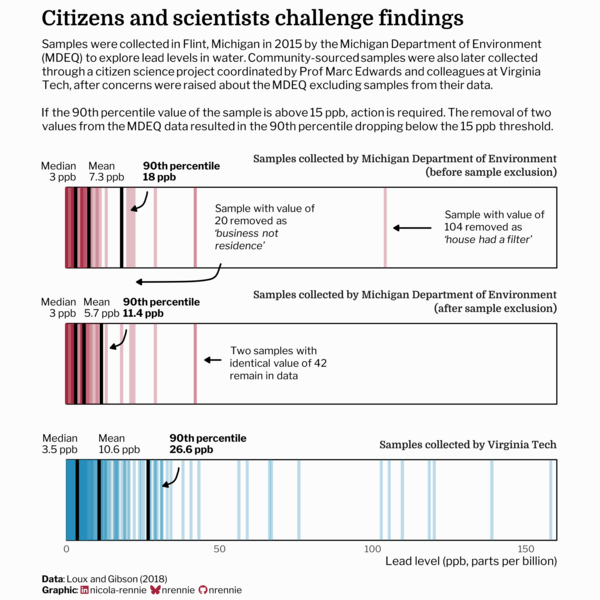 Citizens and scientists challenge findings
Samples were collected in Flint, Michigan in 2015 by the Michigan Department of Environment
(MDEQ) to explore lead levels in water. Community-sourced samples were also later collected
through a citizen science project coordinated by Prof Marc Edwards and colleagues at Virginia
Tech, after concerns were raised about the MDEQ excluding samples from their data.
If the 90th percentile value of the sample is above 15 ppb, action is required. The removal of two
values from the MDEQ data resulted in the 90th percentile dropping below the 15 ppb threshold.
Samples collected by Michigan Department of Environment
(before sample exclusion)
Median
3 ppb
Mean
7.3 ppb
90th percentile
18 ppb
Sample with value of
20 removed as
‘business not
residence’
Sample with value of
104 removed as
‘house had a filter’
Samples collected by Michigan Department of Environment
(after sample exclusion)
Median
3 ppb
Mean
5.7 ppb
90th percentile
11.4 ppb
Two samples with
identical value of 42
remain in data
Samples collected by Virginia Tech
Median
3.5 ppb
Mean
10.6 ppb
90th percentile
26.6 ppb
0 50 100 150
Lead level (ppb, parts per billion)
Data: Loux and Gibson (2018)
Graphic: nicola-rennie nrennie nrennie